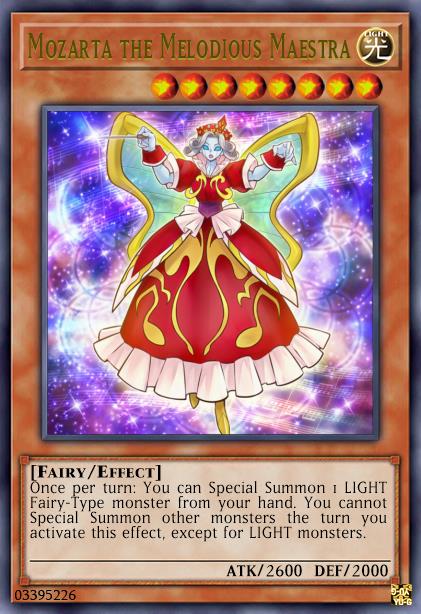 Mozarta the Melodious Maestra
LIGHT
光
[Fairy/Effect]
Once per turn: You can Special Summon 1 LIGHT
Fairy-Type monster from your hand. You cannot
Special Summon other monsters the turn you
activate this effect, except for LIGHT monsters.
ATK/2600 DEF/2000
03395226